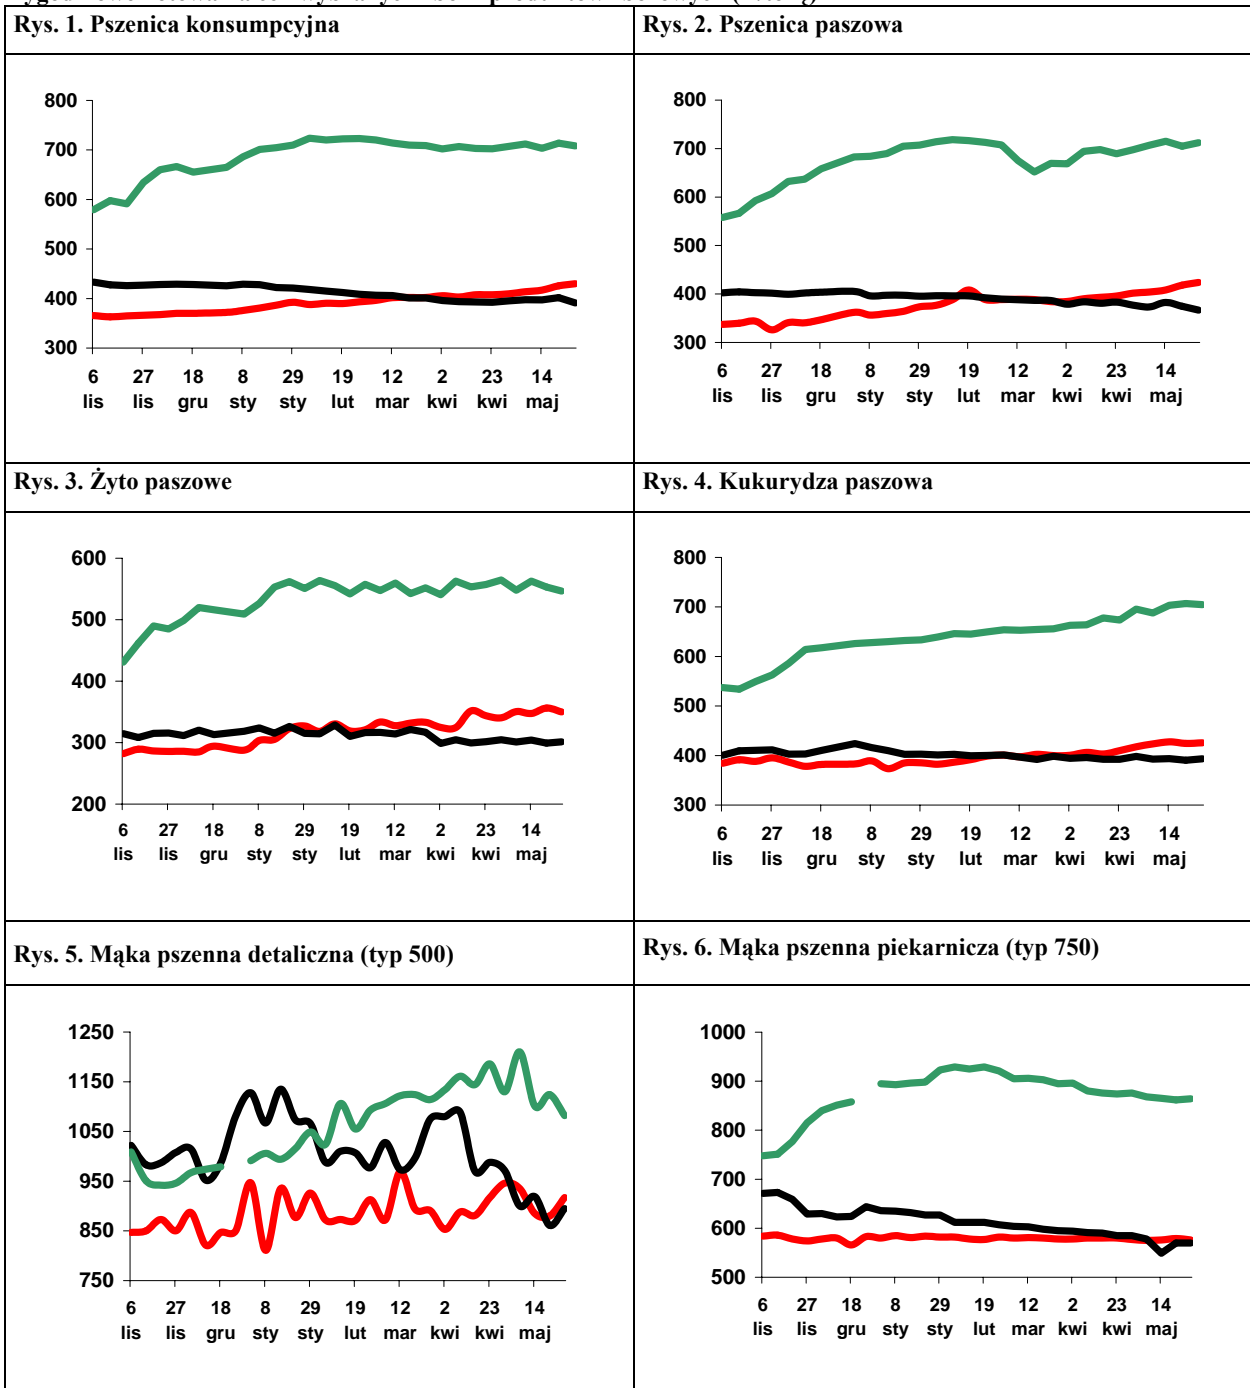 Rys. 1. Pszenica konsumpcyjna
Rys. 2. Pszenica paszowa
800
700
600
500
400
300
6 27 18 8 29 19 12 2 23 14
lis lis gru sty sty lut mar kwi kwi maj
800
700
600
500
400
300
6 27 18 8 29 19 12 2 23 14
lis lis gru sty sty lut mar kwi kwi maj
Rys. 3. Żyto paszowe
Rys. 4. Kukurydza paszowa
600
500
400
300
200
6 27 18 8 29 19 12 2 23 14
lis lis gru sty sty lut mar kwi kwi maj
800
700
600
500
400
300
6 27 18 8 29 19 12 2 23 14
lis lis gru sty sty lut mar kwi kwi maj
Rys. 5. Mąka pszenna detaliczna (typ 500)
Rys. 6. Mąka pszenna piekarnicza (typ 750)
1250
1150
1050
950
850
750
6 27 18 8 29 19 12 2 23 14
lis lis gru sty sty lut mar kwi kwi maj
1000
900
800
700
600
500
6 27 18 8 29 19 12 2 23 14
lis lis gru sty sty lut mar kwi kwi maj